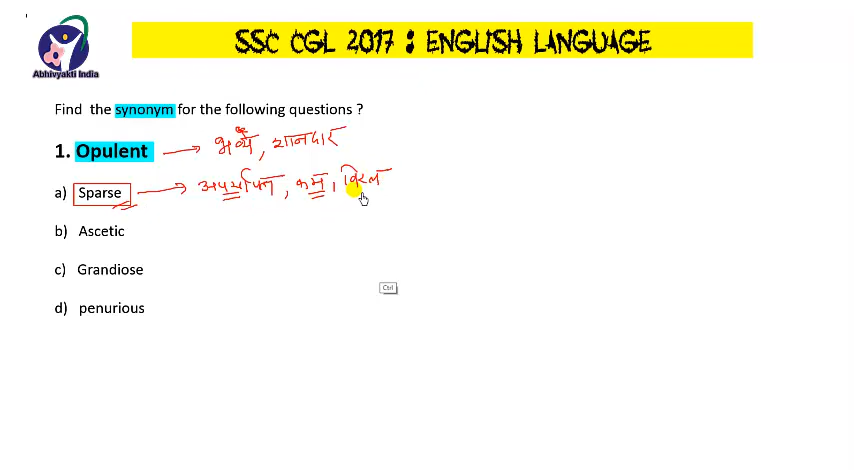 SSC CGL 2017 : ENGLISH LANGUAGE
Abhivyakti India
Find the synonym for the following questions ?
1. Opulent → भव्य, शानदार
a) Sparse → अपर्याप्त, कम, विरल
b) Ascetic
Ctrl
c) Grandiose
d) penurious